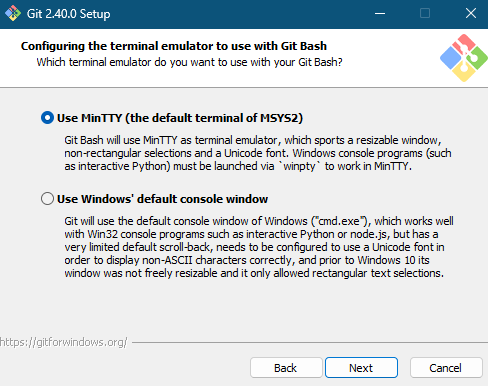 Git 2.40.0 Setup
Configuring the terminal emulator to use with Git Bash
Which terminal emulator do you want to use with your Git Bash?
Use MinTTY (the default terminal of MSYS2)
Git Bash will use MinTTY as terminal emulator, which sports a resizable window,
non-rectangular selections and a Unicode font. Windows console programs (such
as interactive Python) must be launched via `winpty` to work in MinTTY.
Use Windows' default console window
Git will use the default console window of Windows ("cmd.exe"), which works well
with Win32 console programs such as interactive Python or node.js, but has a
very limited default scroll-back, needs to be configured to use a Unicode font in
order to display non-ASCII characters correctly, and prior to Windows 10 its
window was not freely resizable and it only allowed rectangular text selections.
https://gitforwindows.org/
Back
Next
Cancel